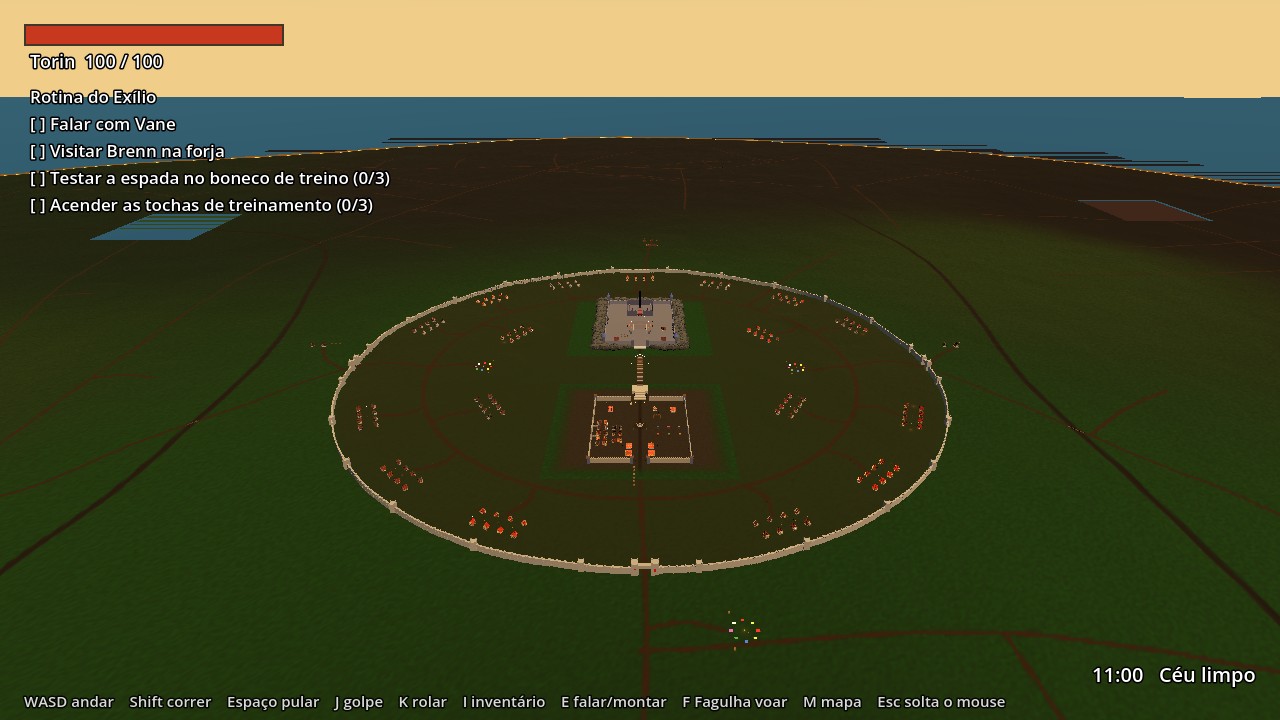 Torin 100 / 100
Rotina do Exílio
[ ] Falar com Vane
[ ] Visitar Brenn na forja
[ ] Testar a espada no boneco de treino (0/3)
[ ] Acender as tochas de treinamento (0/3)
11:00 Céu limpo
WASD andar Shift correr Espaço pular J golpe K rolar I inventário E falar/montar F Fagulha voar M mapa Esc solta o mouse